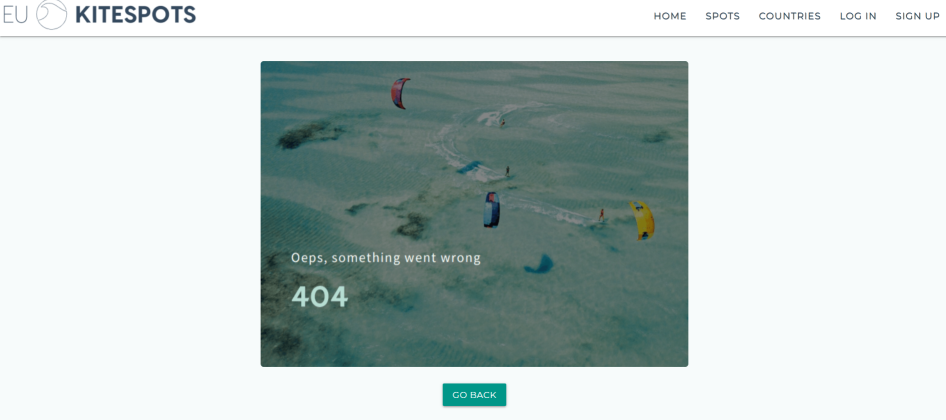 EU KITESPOTS
HOME SPOTS COUNTRIES LOG IN SIGN UP
Oeps, something went wrong
404
GO BACK